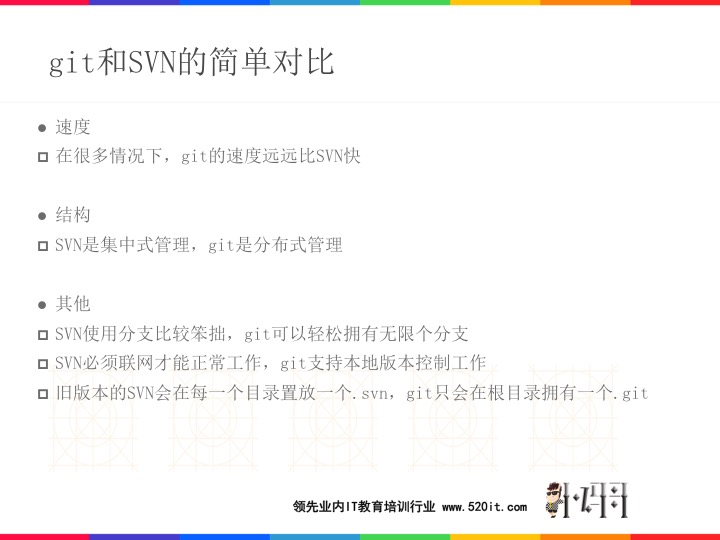 git和SVN的简单对比
● 速度
在很多情况下，git的速度远远比SVN快
● 结构
SVN是集中式管理，git是分布式管理
● 其他
SVN使用分支比较笨拙，git可以轻松拥有无限个分支
SVN必须联网才能正常工作，git支持本地版本控制工作
旧版本的SVN会在每一个目录置放一个.svn，git只会在根目录拥有一个.git
领先业内IT教育培训行业 www.520it.com 小码哥